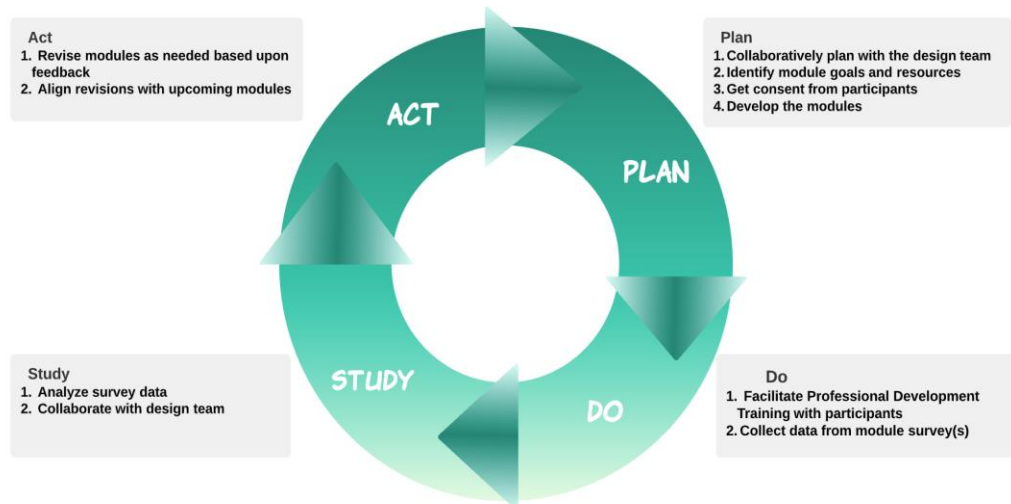 Act
1. Revise modules as needed based upon
feedback
2. Align revisions with upcoming modules
Plan
1. Collaboratively plan with the design team
2. Identify module goals and resources
3. Get consent from participants
4. Develop the modules
ACT
PLAN
STUDY
DO
Study
1. Analyze survey data
2. Collaborate with design team
Do
1. Facilitate Professional Development
Training with participants
2. Collect data from module survey(s)